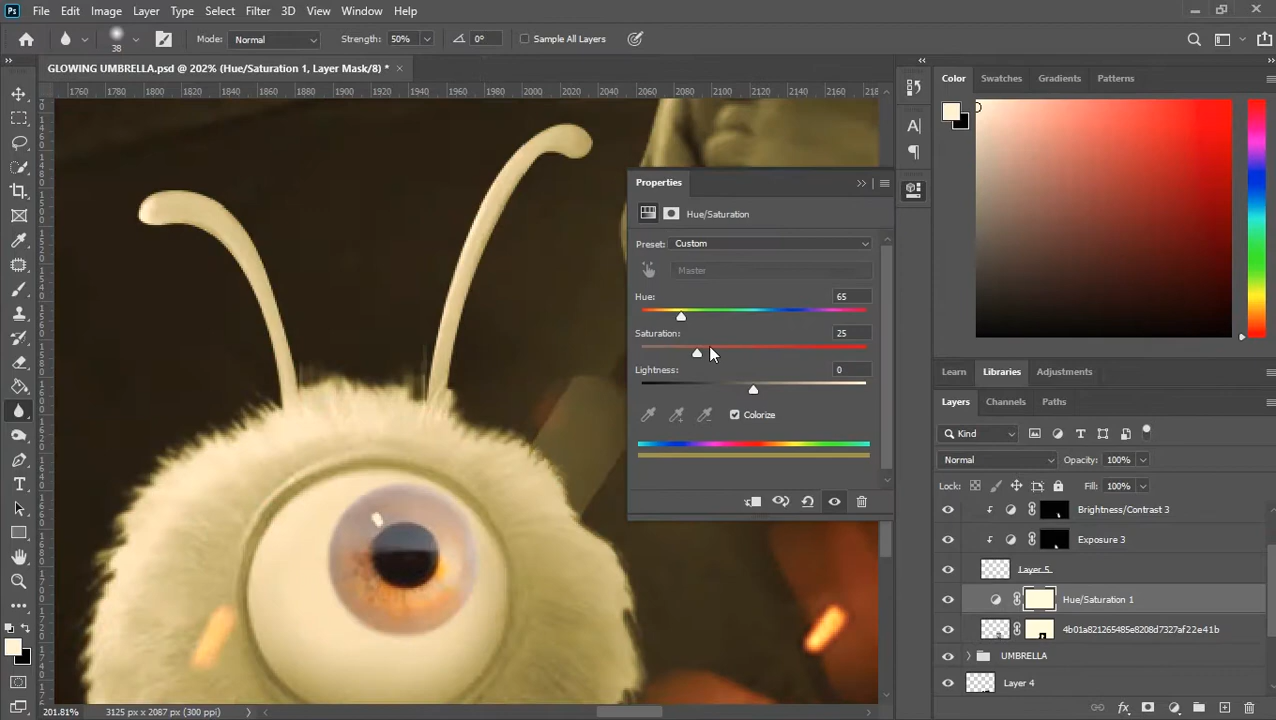 Ps File Edit Image Layer Type Select Filter 3D View Window Help
38 Mode: Normal Strength: 50% 0° Sample All Layers
GLOWING UMBRELLA.psd @ 202% (Hue/Saturation 1, Layer Mask/8) * ×
1760 1780 1800 1820 1840 1860 1880 1900 1920 1940 1960 1980 2000 2020 2040 2060 2080 2100 2120 2140 2160 218
Color Swatches Gradients Patterns
Properties
Hue/Saturation
Preset: Custom
Master
Hue: 65
Saturation: 25
Lightness: 0
Colorize
Learn Libraries Adjustments
Layers Channels Paths
Kind
Normal Opacity: 100%
Lock: Fill: 100%
Brightness/Contrast 3
Exposure 3
Layer 5
Hue/Saturation 1
4b01a821265485e8208d7327af22e41b
UMBRELLA
Layer 4
201.81% 3125 px x 2087 px (300 ppi)